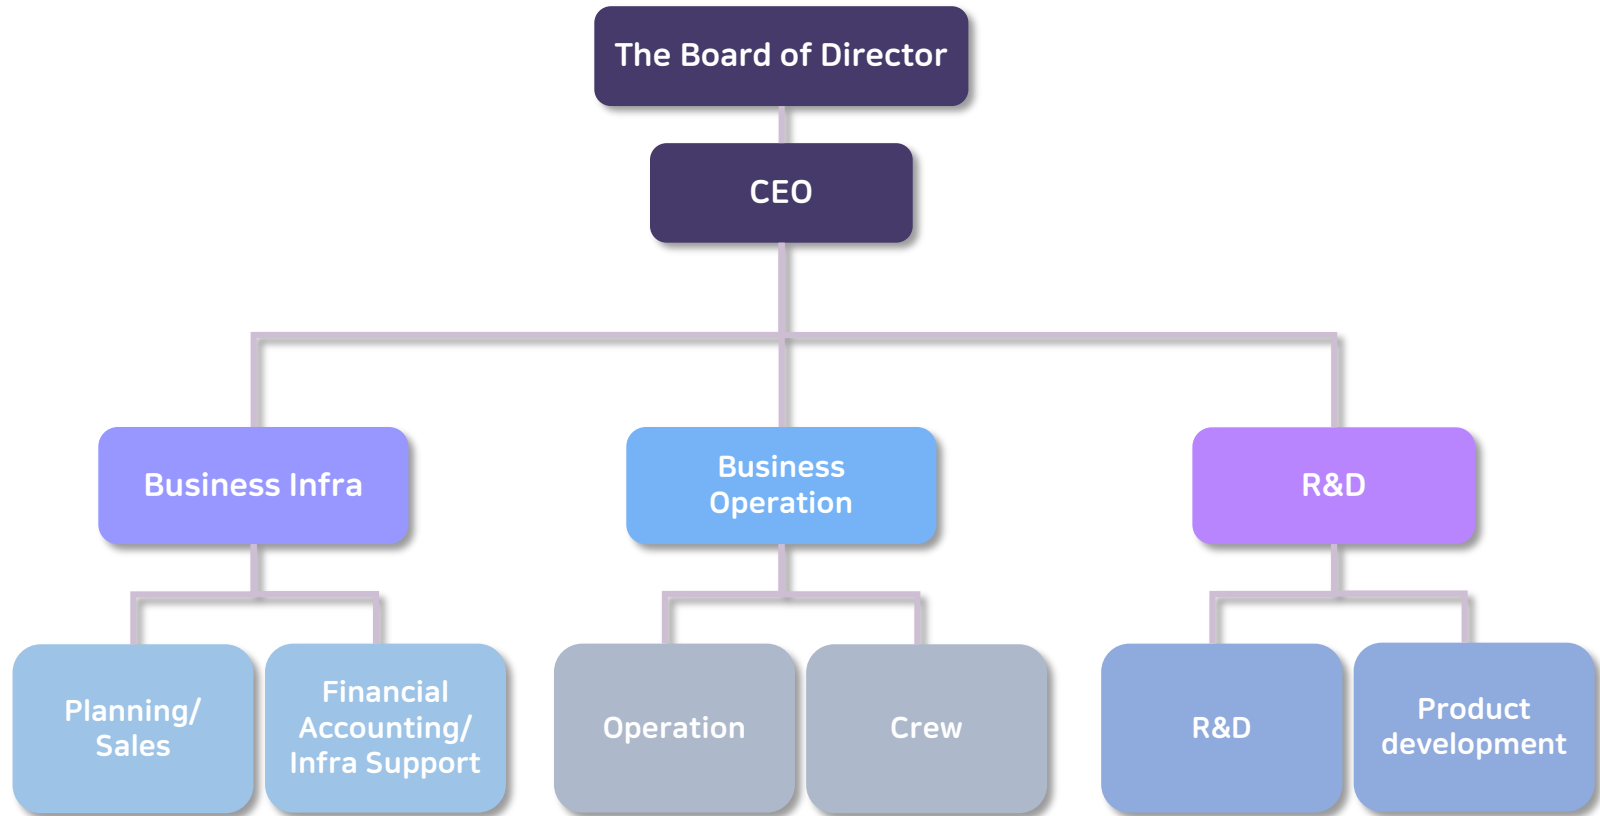 The Board of Director
CEO
Business Infra
Business
Operation
R&D
Planning/
Sales
Financial
Accounting/
Infra Support
Operation
Crew
R&D
Product
development